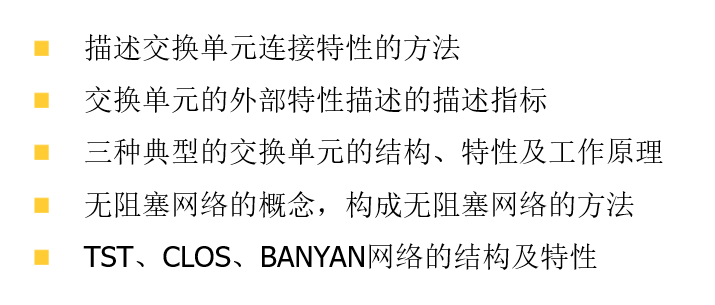 描述交换单元连接特性的方法
交换单元的外部特性描述的描述指标
三种典型的交换单元的结构、特性及工作原理
无阻塞网络的概念，构成无阻塞网络的方法
TST、CLOS、BANYAN网络的结构及特性